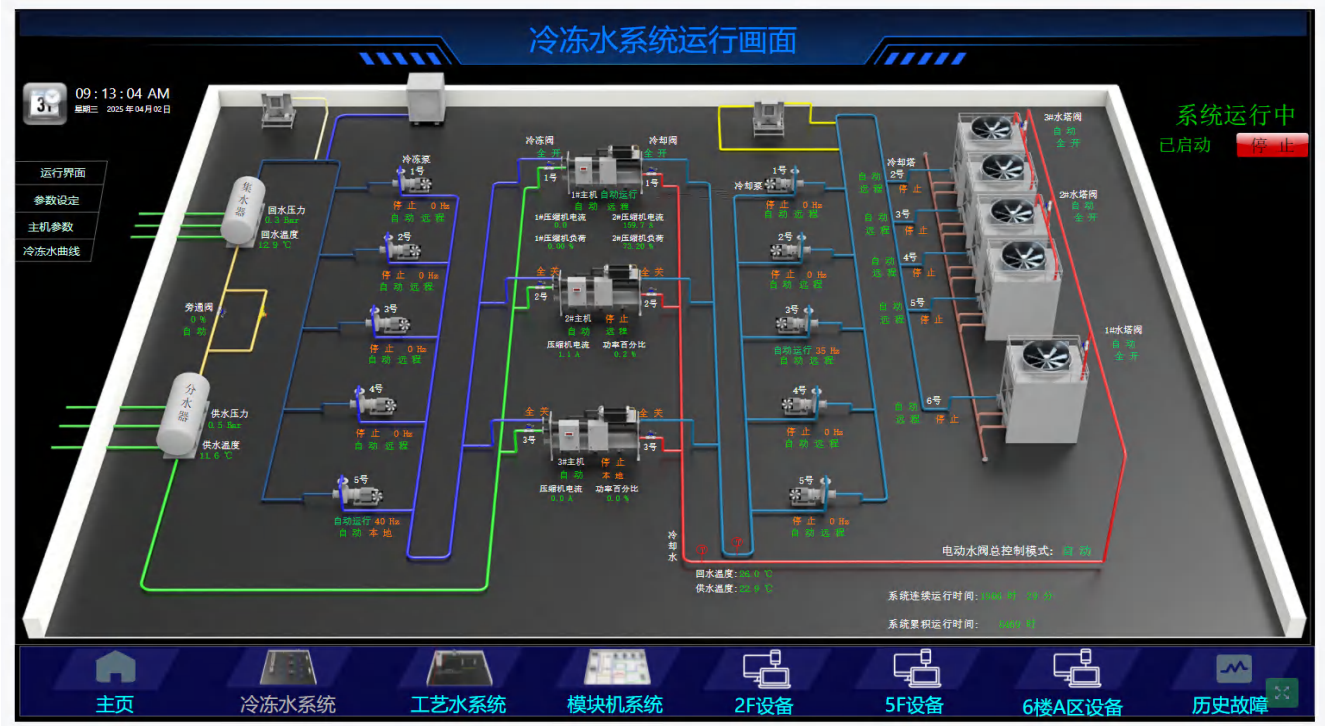 冷冻水系统运行画面
09:13:04 AM
星期三 2025年04月02日
系统运行中
已启动 停 止
运行界面
参数设定
主机参数
冷冻水曲线
集水器
回水压力
0.3 Bar
回水温度
12.9 ℃
旁通阀
0 %
自动
分水器
供水压力
0.5 Bar
供水温度
11.6 ℃
冷冻泵
1号
停 止 0 Hz
自动 远程
2号
停 止 0 Hz
自动 远程
3号
停 止 0 Hz
自动 远程
4号
停 止 0 Hz
自动 远程
5号
自动运行 40 Hz
自动 本地
冷冻阀
全 开
冷却阀
全 开
1号
1号
1#主机 自动运行
自动 远程
1#压缩机电流 2#压缩机电流
0.0 159.7 %
1#压缩机负荷 2#压缩机负荷
0.00 % 73.20 %
全 关
全 关
2号
2号
2#主机 停 止
自动 远程
压缩机电流 功率百分比
1.1 A 0.2 %
全 关
全 关
3号
3号
3#主机 停 止
自动 本地
压缩机电流 功率百分比
0.0 A 0.0 %
冷却泵
1号
停 止 0 Hz
自动 远程
2号
停 止 0 Hz
自动 远程
3号
自动运行 35 Hz
自动 远程
4号
停 止 0 Hz
自动 远程
5号
停 止 0 Hz
自动 远程
冷却塔
2号
自动
远程 停 止
3号
自动
远程 停 止
4号
自动
远程 停 止
5号
自动
远程 停 止
6号
自动
远程 停 止
3#水塔阀
自动
全 开
2#水塔阀
自动
全 开
1#水塔阀
自动
全 开
冷却水
回水温度: 26.0 ℃
供水温度: 22.9 ℃
电动水阀总控制模式: 自 动
系统连续运行时间:
系统累积运行时间:
主页
冷冻水系统
工艺水系统
模块机系统
2F设备
5F设备
6楼A区设备
历史故障